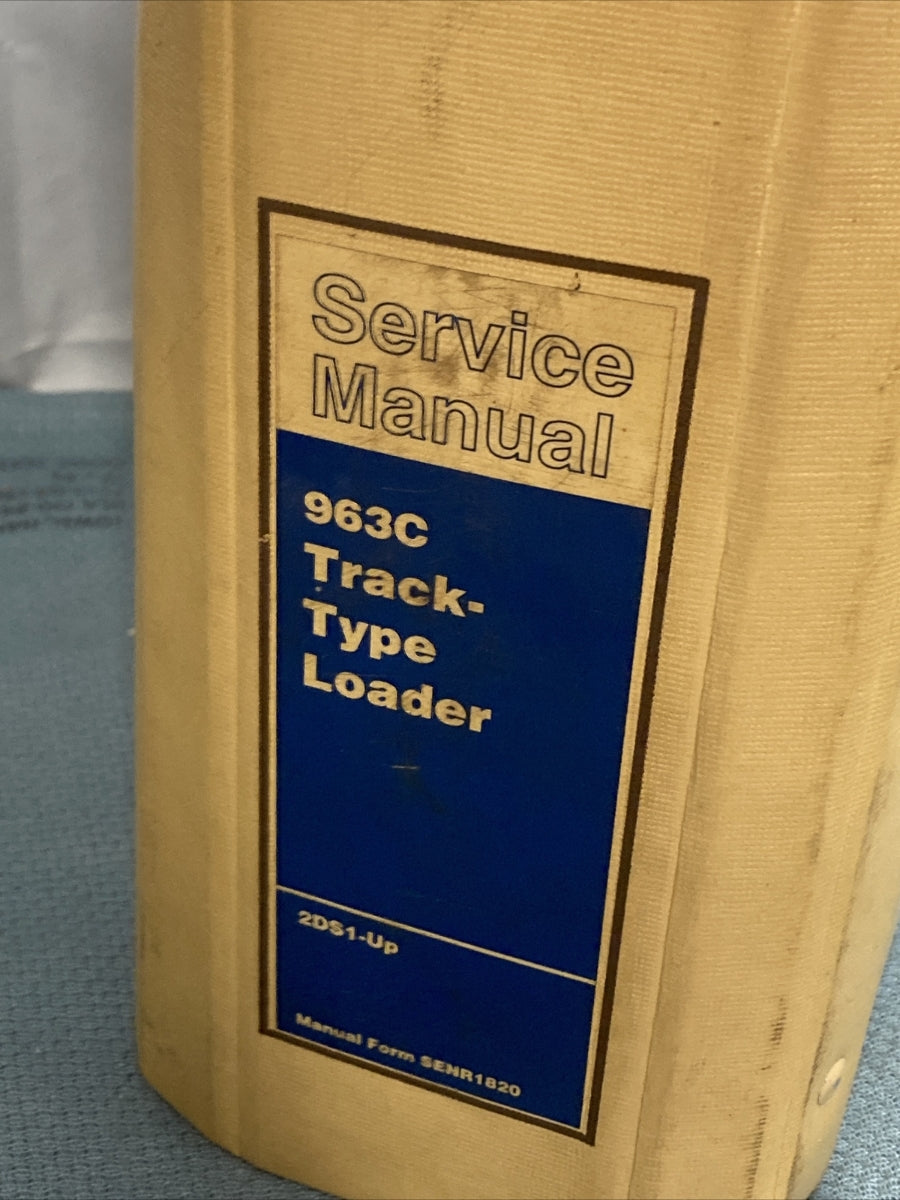 Service
Manual
963C
Track-
Type
Loader
2DS1-Up
Manual Form SENR1820